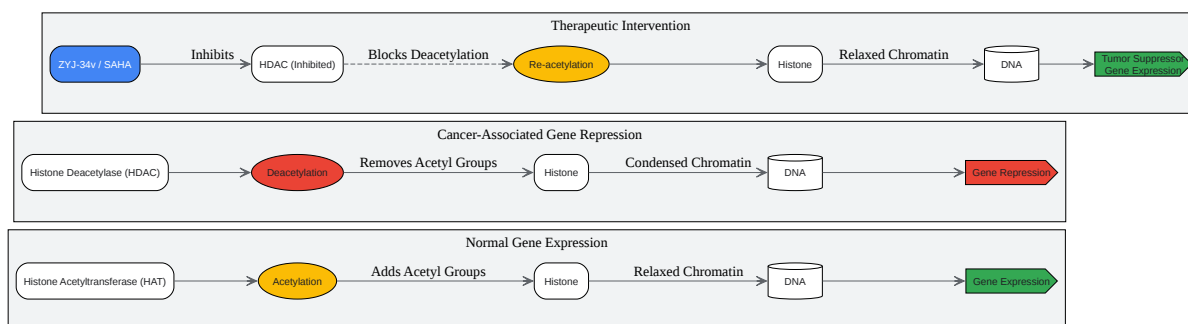 Therapeutic Intervention
ZYJ-34v / SAHA
Inhibits
HDAC (Inhibited)
Blocks Deacetylation
Re-acetylation
Histone
Relaxed Chromatin
DNA
Tumor Suppressor
Gene Expression
Cancer-Associated Gene Repression
Histone Deacetylase (HDAC)
Deacetylation
Removes Acetyl Groups
Histone
Condensed Chromatin
DNA
Gene Repression
Normal Gene Expression
Histone Acetyltransferase (HAT)
Acetylation
Adds Acetyl Groups
Histone
Relaxed Chromatin
DNA
Gene Expression